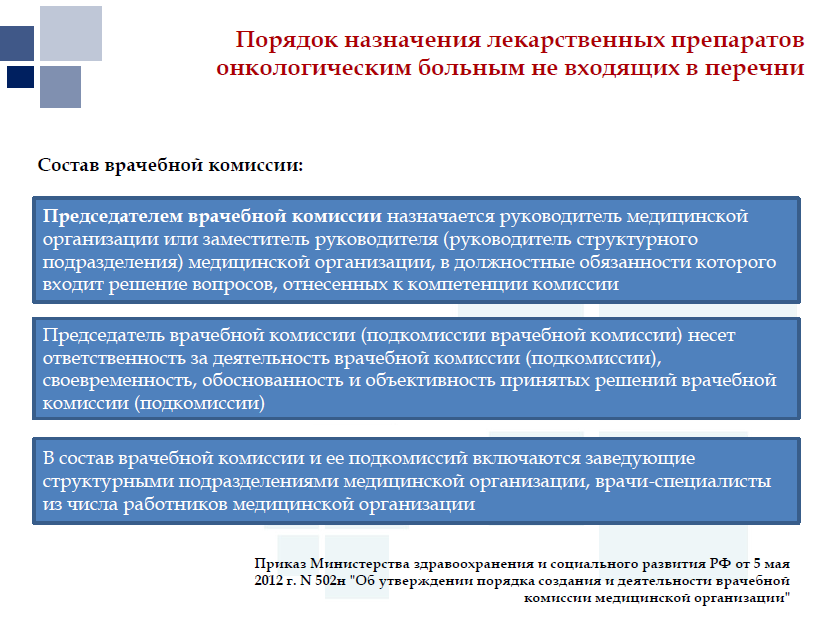 Порядок назначения лекарственных препаратов
онкологическим больным не входящих в перечни
Состав врачебной комиссии:
Председателем врачебной комиссии назначается руководитель медицинской
организации или заместитель руководителя (руководитель структурного
подразделения) медицинской организации, в должностные обязанности которого
входит решение вопросов, отнесенных к компетенции комиссии
Председатель врачебной комиссии (подкомиссии врачебной комиссии) несет
ответственность за деятельность врачебной комиссии (подкомиссии),
своевременность, обоснованность и объективность принятых решений врачебной
комиссии (подкомиссии)
В состав врачебной комиссии и ее подкомиссий включаются заведующие
структурными подразделениями медицинской организации, врачи-специалисты
из числа работников медицинской организации
Приказ Министерства здравоохранения и социального развития РФ от 5 мая
2012 г. N 502н "Об утверждении порядка создания и деятельности врачебной
комиссии медицинской организации"